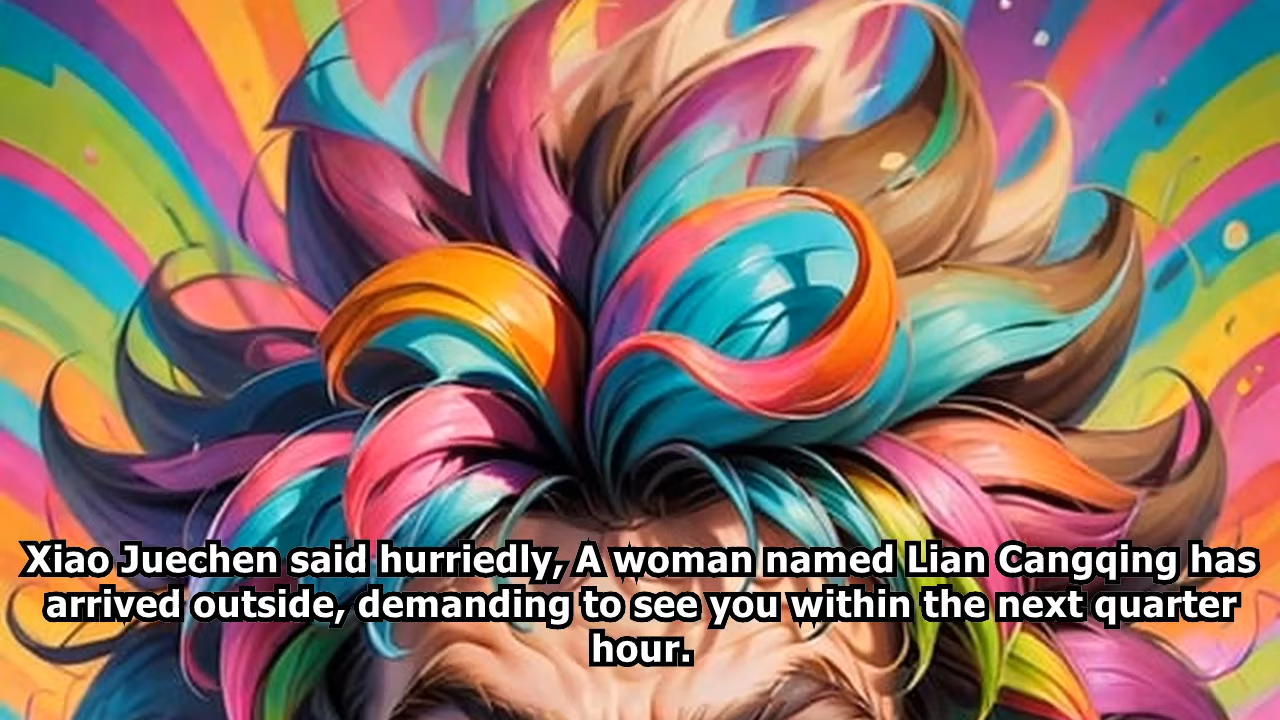 Xiao Juechen said hurriedly, A woman named Lian Cangqing has
arrived outside, demanding to see you within the next quarter
hour.